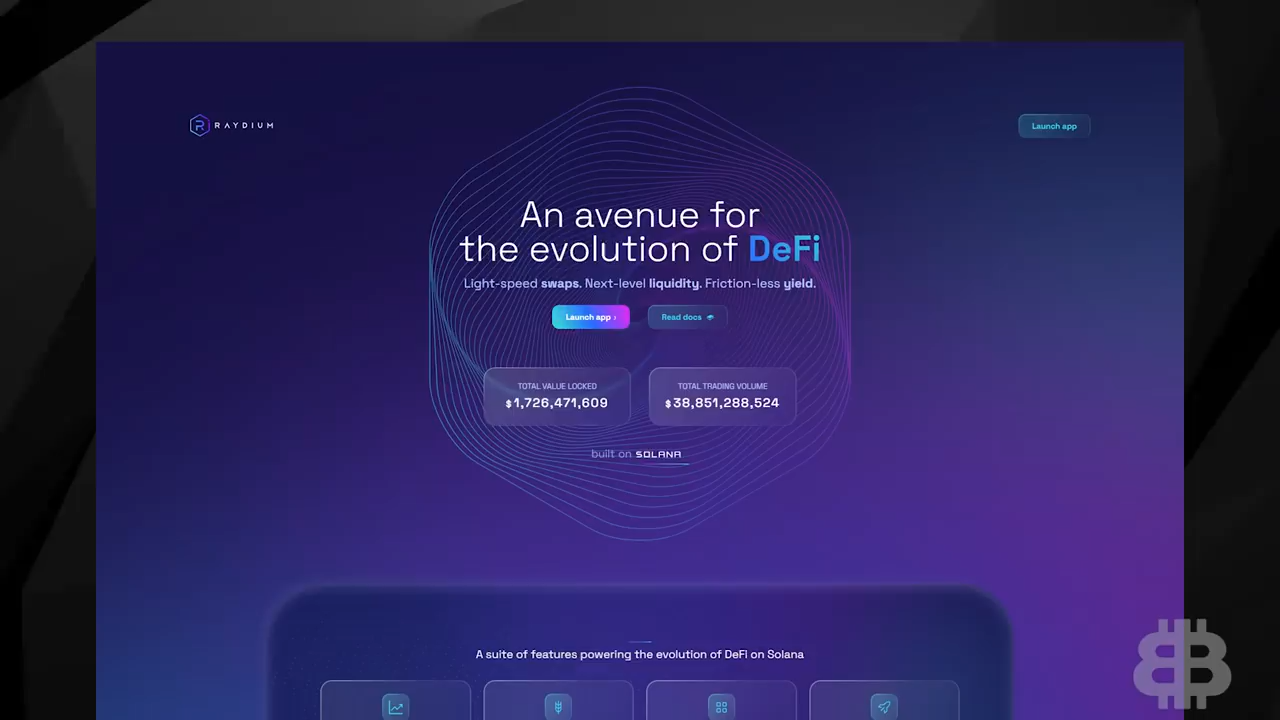 RAYDIUM
Launch app
An avenue for
the evolution of DeFi
Light-speed swaps. Next-level liquidity. Friction-less yield.
Launch app ›
Read docs
TOTAL VALUE LOCKED
$1,726,471,609
TOTAL TRADING VOLUME
$38,851,288,524
built on SOLANA
A suite of features powering the evolution of DeFi on Solana